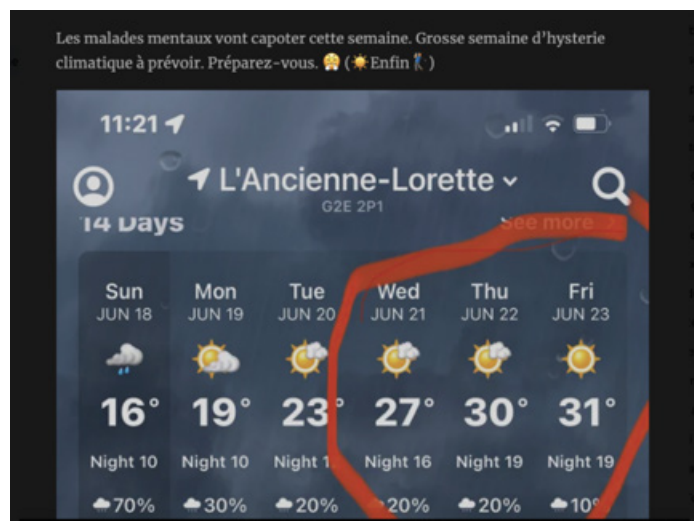 Les malades mentaux vont capoter cette semaine. Grosse semaine d'hysterie
climatique à prévoir. Préparez-vous. 😤 (☀️Enfin🏌️)
11:21
L'Ancienne-Lorette
G2E 2P1
14 Days See more
Sun Mon Tue Wed Thu Fri
JUN 18 JUN 19 JUN 20 JUN 21 JUN 22 JUN 23
16° 19° 23° 27° 30° 31°
Night 10 Night 10 Night Night 16 Night 19 Night 19
70% 30% 20% 20% 20% 10%